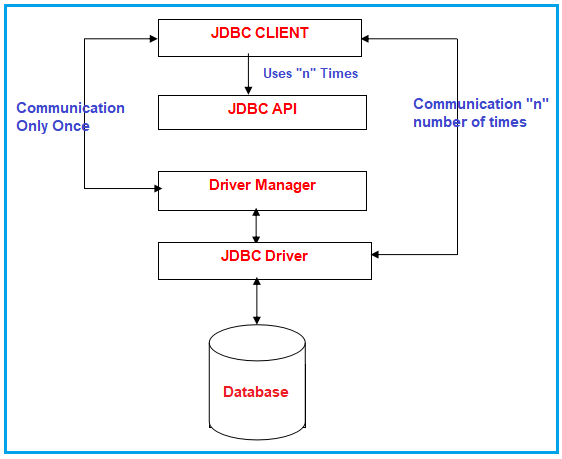 JDBC CLIENT
Uses "n" Times
JDBC API
Communication
Only Once
Communication "n"
number of times
Driver Manager
JDBC Driver
Database